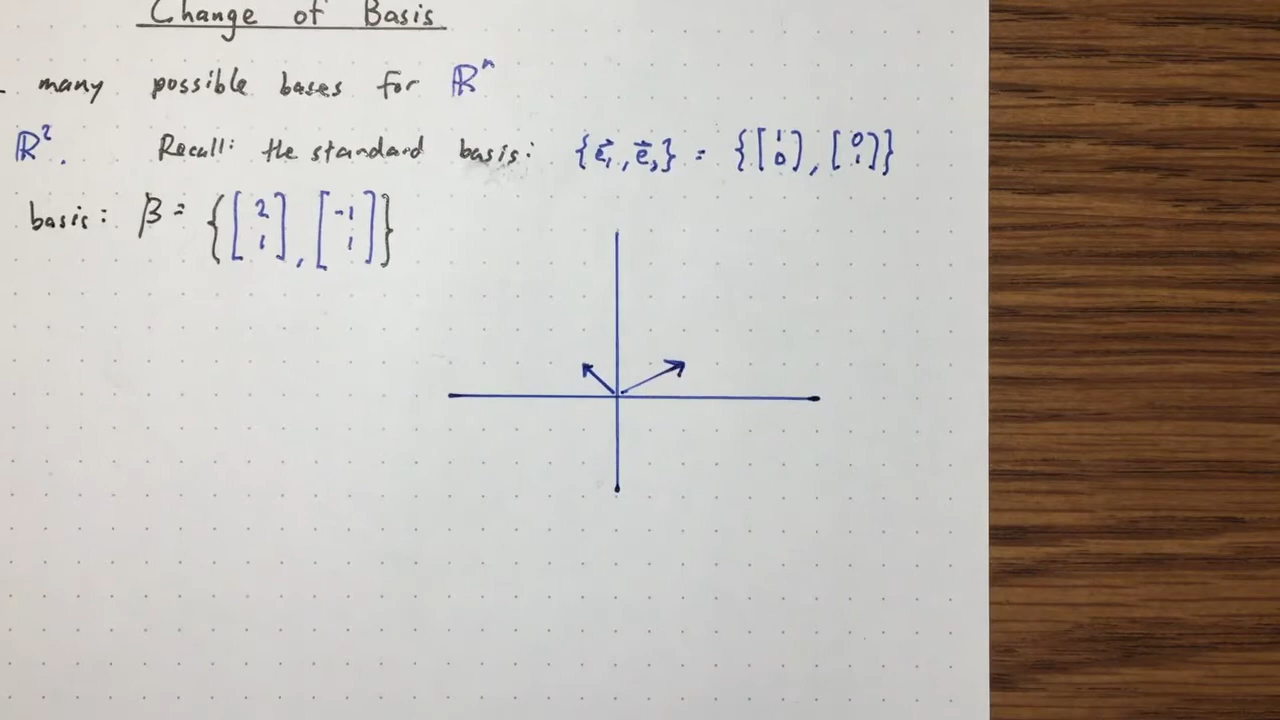 Change of Basis
- many possible bases for ℝⁿ
ℝ². Recall: the standard basis: {e⃗₁, e⃗₂} = {[1 0], [0 1]}
basis: β = {[2 1], [-1 1]}